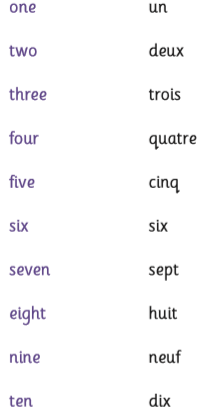 one un
two deux
three trois
four quatre
five cinq
six six
seven sept
eight huit
nine neuf
ten dix